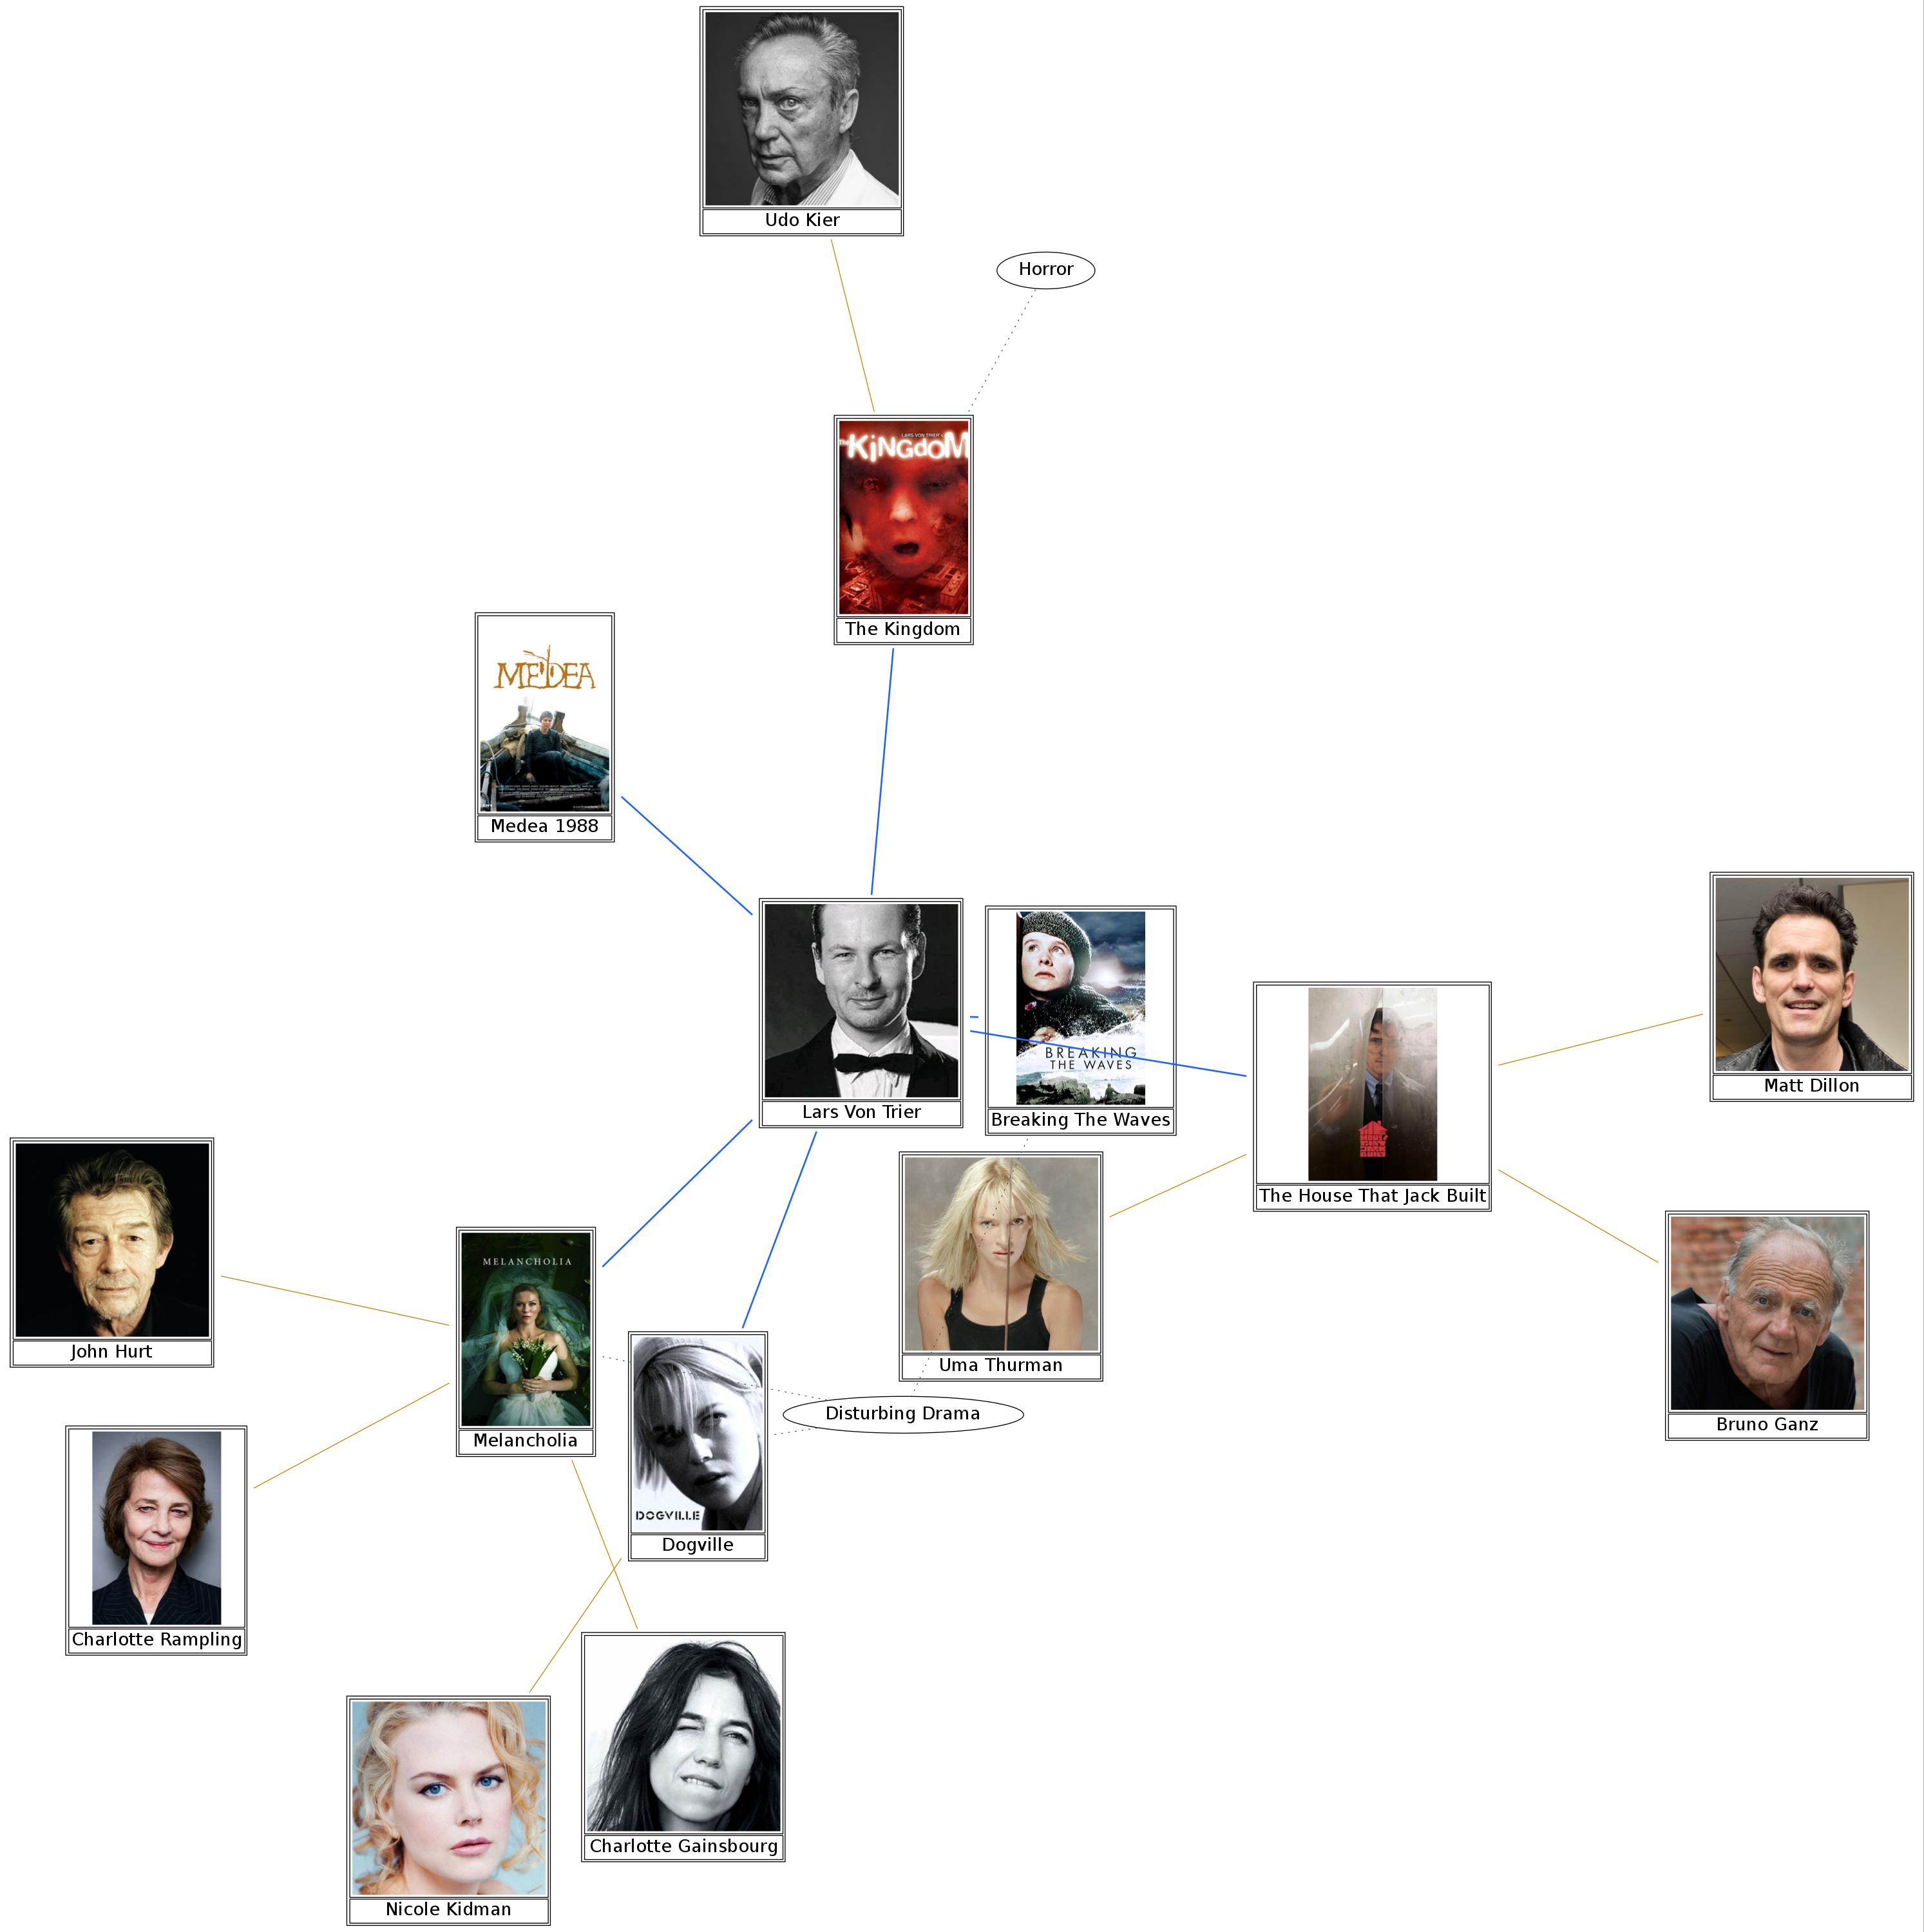 Udo Kier
Horror
LARS VON TRIER'S
THE KiNGdoM
The Kingdom
MEDEA
Medea 1988
Lars Von Trier
BREAKING
THE WAVES
Breaking The Waves
The House That Jack Built
Matt Dillon
John Hurt
MELANCHOLIA
Melancholia
Uma Thurman
Disturbing Drama
Bruno Ganz
DOGVILLE
Dogville
Charlotte Rampling
Charlotte Gainsbourg
Nicole Kidman